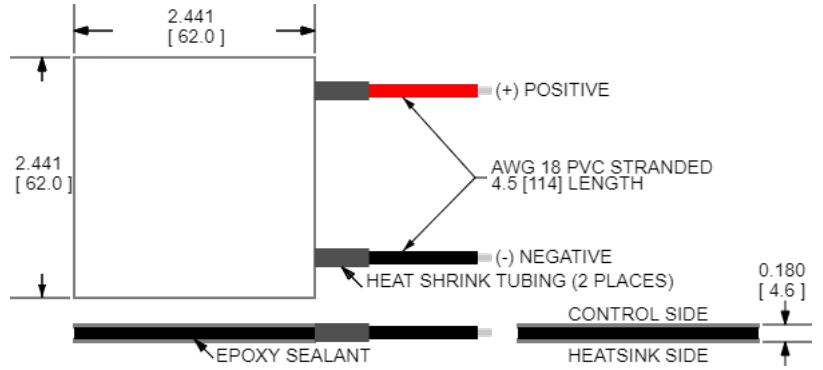 2.441
[ 62.0 ]
(+) POSITIVE
2.441
[ 62.0 ]
AWG 18 PVC STRANDED
4.5 [114] LENGTH
(-) NEGATIVE
HEAT SHRINK TUBING (2 PLACES)
0.180
[ 4.6 ]
CONTROL SIDE
EPOXY SEALANT
HEATSINK SIDE